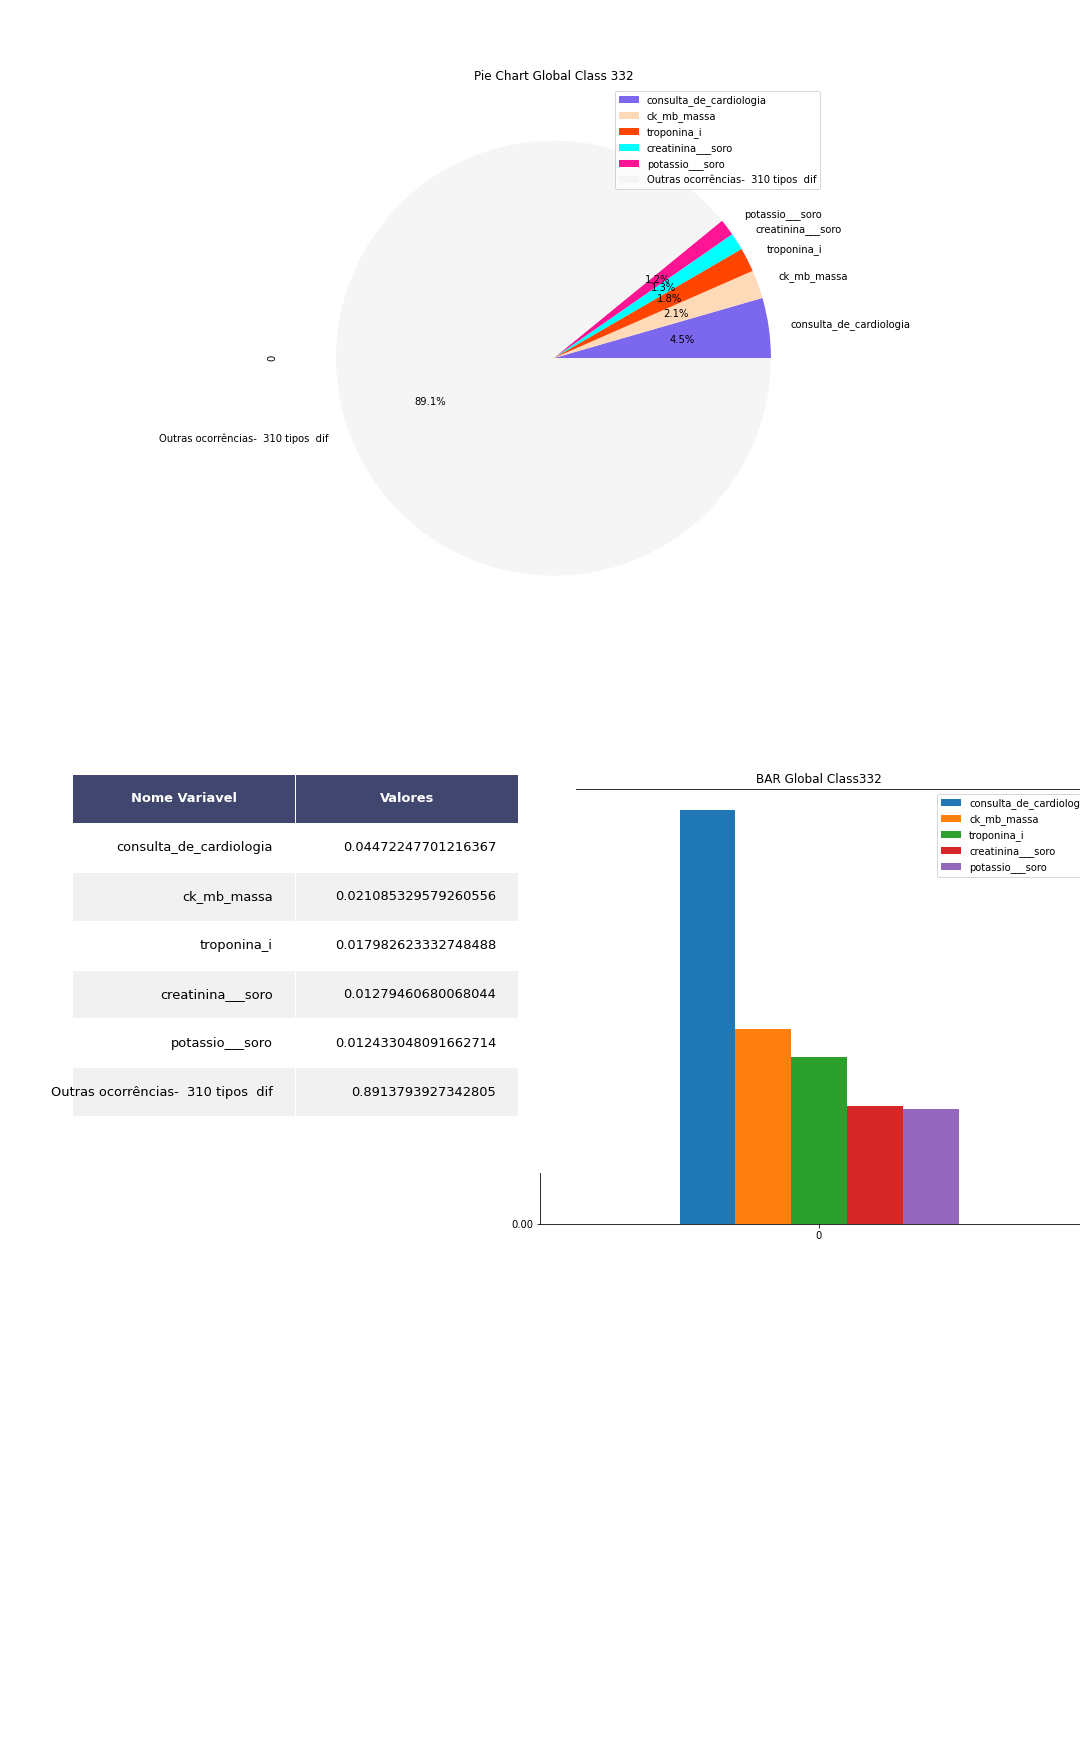 Pie Chart Global Class 332
consulta_de_cardiologia
ck_mb_massa
troponina_i
creatinina___soro
potassio___soro
Outras ocorrências-  310 tipos  dif
potassio___soro
creatinina___soro
troponina_i
ck_mb_massa
consulta_de_cardiologia
1.2%
1.3%
1.8%
2.1%
4.5%
0
89.1%
Outras ocorrências-  310 tipos  dif
Nome Variavel Valores
consulta_de_cardiologia 0.04472247701216367
ck_mb_massa 0.021085329579260556
troponina_i 0.017982623332748488
creatinina___soro 0.01279460680068044
potassio___soro 0.012433048091662714
Outras ocorrências-  310 tipos  dif 0.8913793927342805
BAR Global Class332
consulta_de_cardiolog
ck_mb_massa
troponina_i
creatinina___soro
potassio___soro
0.00
0